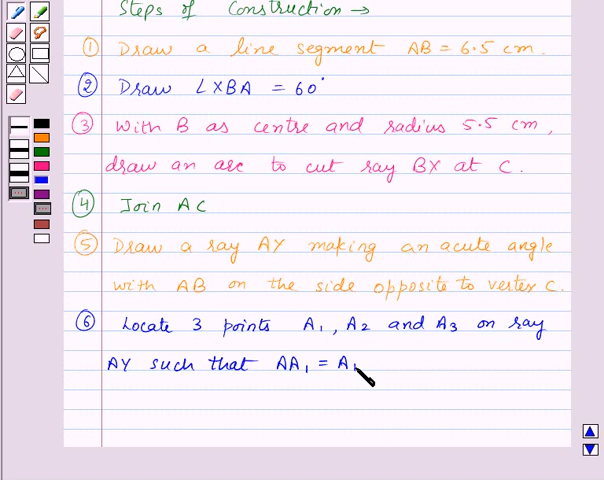 Steps of Construction →
① Draw a line segment AB = 6.5 cm.
② Draw ∠XBA = 60°
③ With B as centre and radius 5.5 cm,
draw an arc to cut ray BX at C.
④ Join AC
⑤ Draw a ray AY making an acute angle
with AB on the side opposite to vertex C.
⑥ Locate 3 points A₁, A₂ and A₃ on ray
AY such that AA₁ = A₁